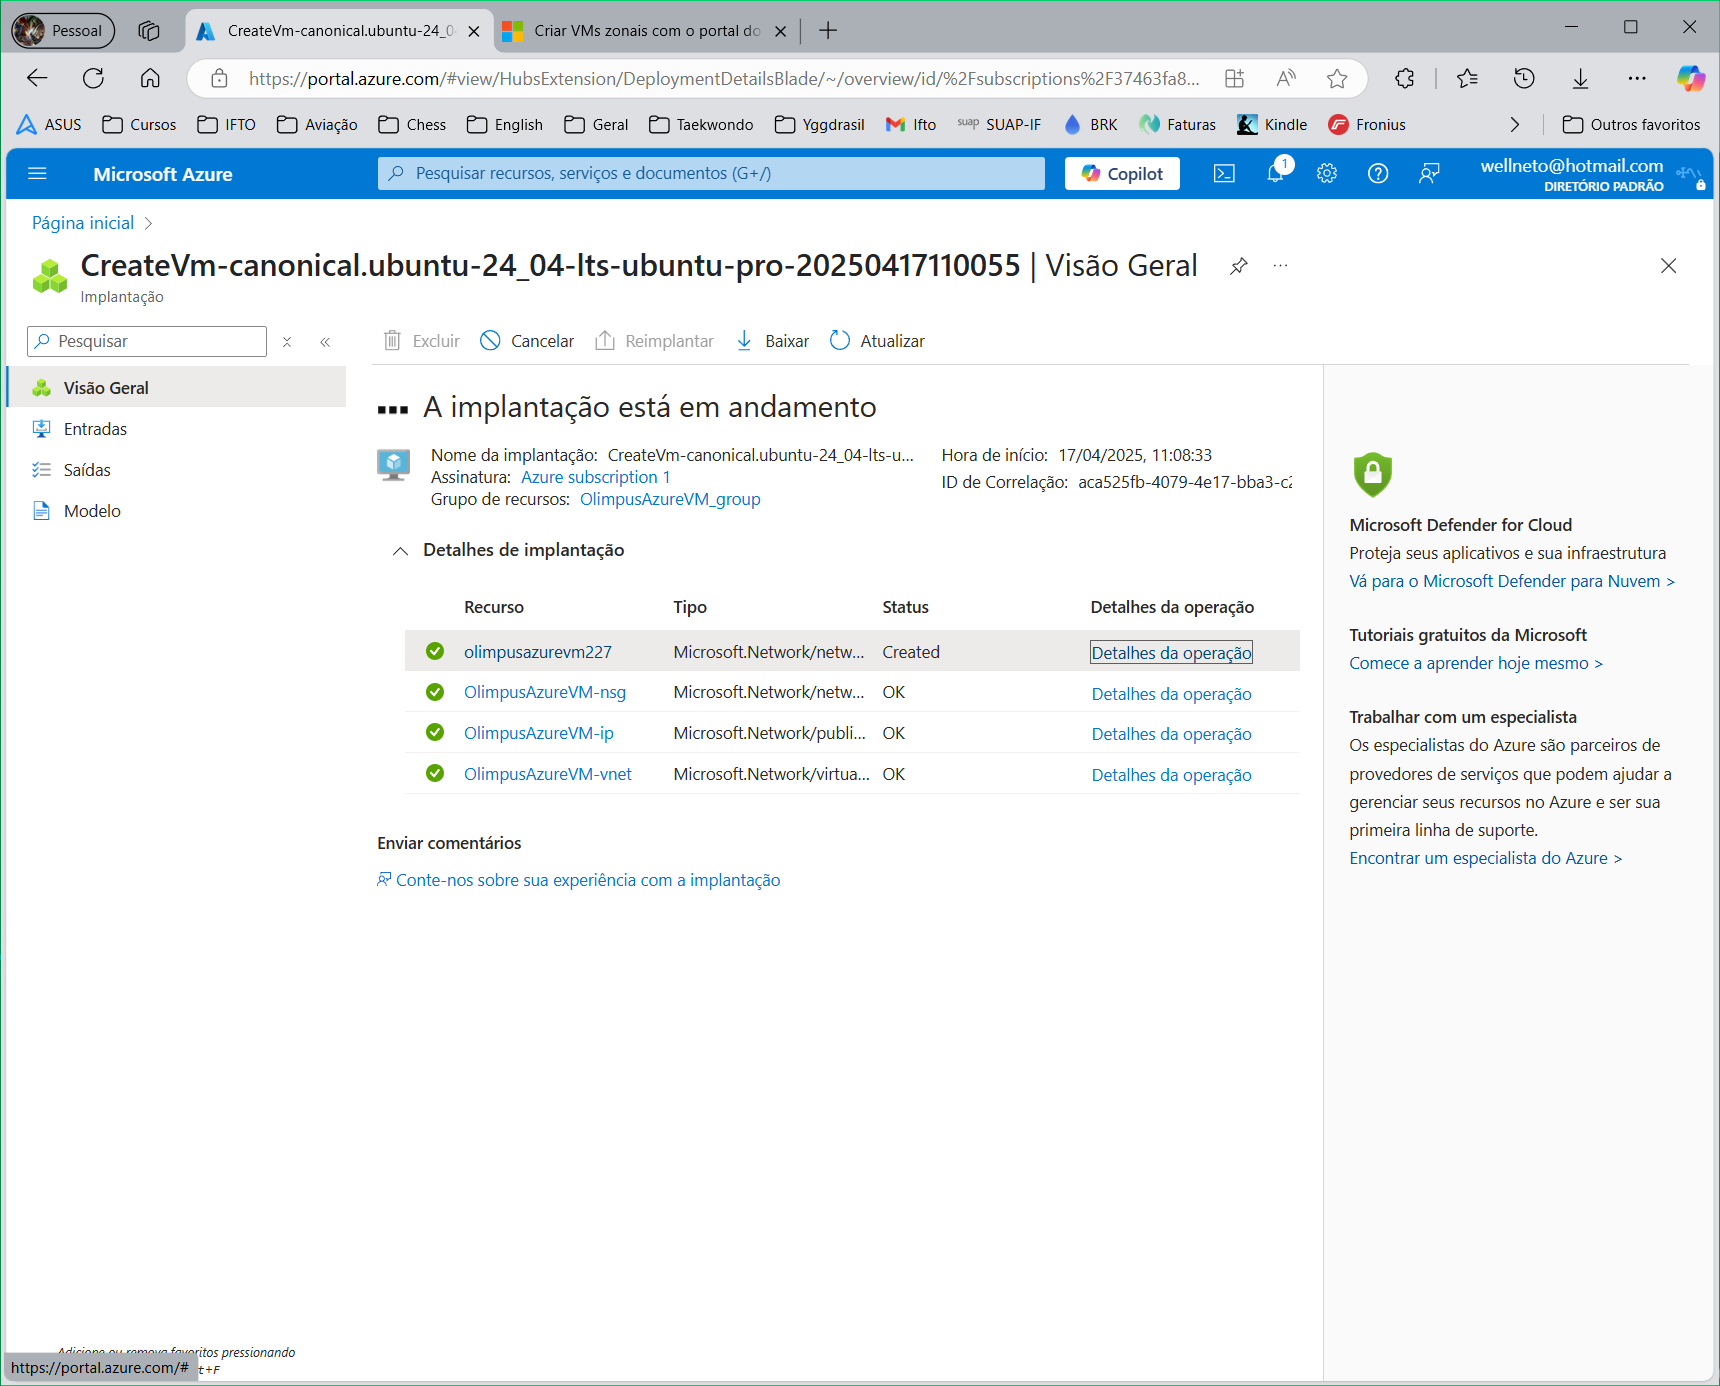 Pessoal
CreateVm-canonical.ubuntu-24_0
Criar VMs zonais com o portal do
https://portal.azure.com/#view/HubsExtension/DeploymentDetailsBlade/~/overview/id/%2Fsubscriptions%2F37463fa8...
ASUS
Cursos
IFTO
Aviação
Chess
English
Geral
Taekwondo
Yggdrasil
Ifto
suap SUAP-IF
BRK
Faturas
Kindle
Fronius
Outros favoritos
Microsoft Azure
Pesquisar recursos, serviços e documentos (G+/)
Copilot
1
wellneto@hotmail.com
DIRETÓRIO PADRÃO
Página inicial
CreateVm-canonical.ubuntu-24_04-lts-ubuntu-pro-20250417110055 | Visão Geral
Implantação
Pesquisar
Excluir
Cancelar
Reimplantar
Baixar
Atualizar
Visão Geral
Entradas
Saídas
Modelo
A implantação está em andamento
Nome da implantação: CreateVm-canonical.ubuntu-24_04-lts-u...
Assinatura: Azure subscription 1
Grupo de recursos: OlimpusAzureVM_group
Hora de início: 17/04/2025, 11:08:33
ID de Correlação: aca525fb-4079-4e17-bba3-c2
Detalhes de implantação
Recurso Tipo Status Detalhes da operação
olimpusazurevm227 Microsoft.Network/netw... Created Detalhes da operação
OlimpusAzureVM-nsg Microsoft.Network/netw... OK Detalhes da operação
OlimpusAzureVM-ip Microsoft.Network/publi... OK Detalhes da operação
OlimpusAzureVM-vnet Microsoft.Network/virtua... OK Detalhes da operação
Enviar comentários
Conte-nos sobre sua experiência com a implantação
Microsoft Defender for Cloud
Proteja seus aplicativos e sua infraestrutura
Vá para o Microsoft Defender para Nuvem >
Tutoriais gratuitos da Microsoft
Comece a aprender hoje mesmo >
Trabalhar com um especialista
Os especialistas do Azure são parceiros de
provedores de serviços que podem ajudar a
gerenciar seus recursos no Azure e ser sua
primeira linha de suporte.
Encontrar um especialista do Azure >
Adicione ou remova favoritos pressionando
https://portal.azure.com/# t+F